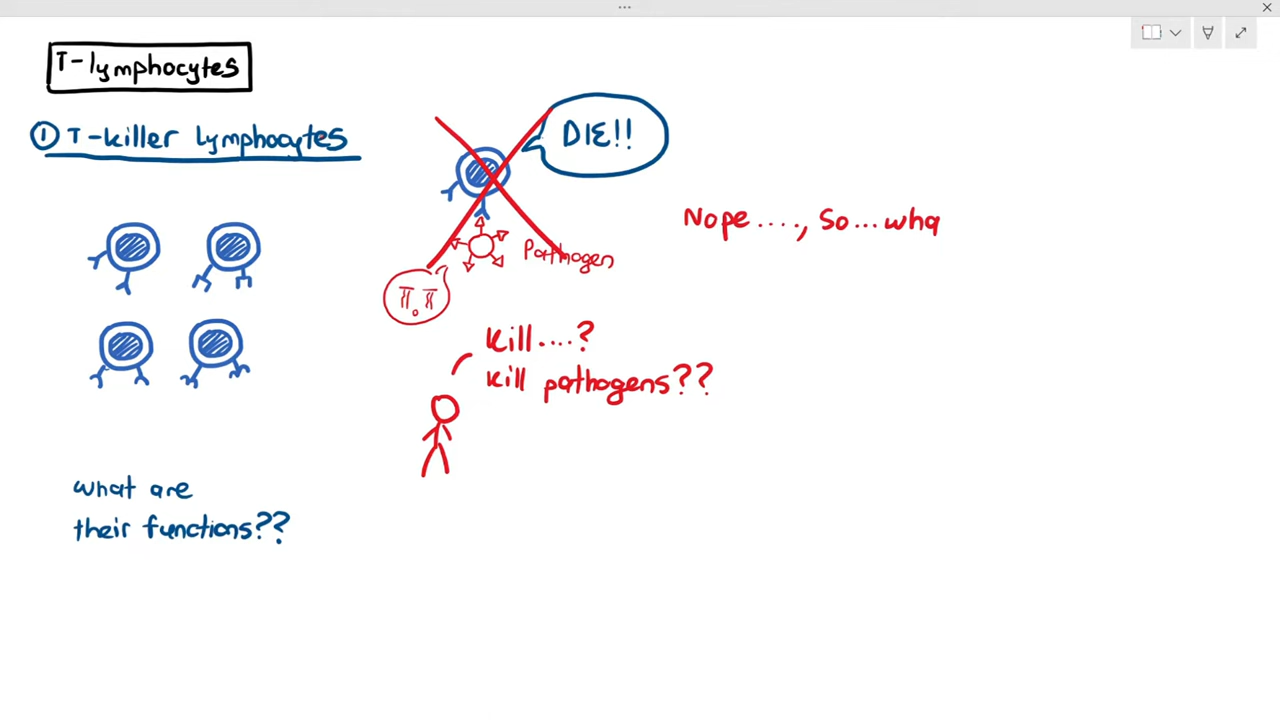 T-lymphocytes
① T-killer lymphocytes
DIE!!
Nope...., So...wha
Pathogen
Kill....?
Kill pathogens??
what are
their functions??